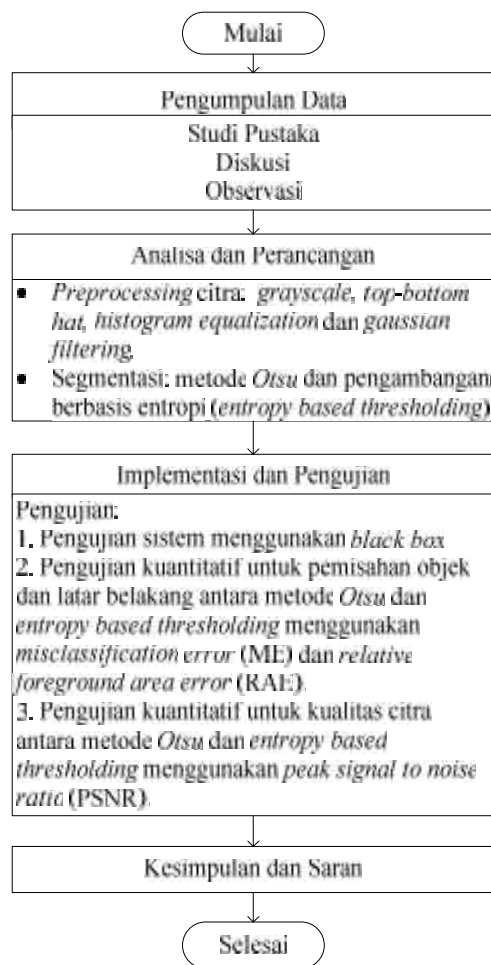 Mulai
Pengumpulan Data
Studi Pustaka
Diskusi
Observasi
Analisa dan Perancangan
• Preprocessing citra: grayscale, top-bottom
hat, histogram equalization dan gaussian
filtering.
• Segmentasi: metode Otsu dan pengambangan
berbasis entropi (entropy based thresholding)
Implementasi dan Pengujian
Pengujian:
1. Pengujian sistem menggunakan black box
2. Pengujian kuantitatif untuk pemisahan objek
dan latar belakang antara metode Otsu dan
entropy based thresholding menggunakan
misclassification error (ME) dan relative
foreground area error (RAE).
3. Pengujian kuantitatif untuk kualitas citra
antara metode Otsu dan entropy based
thresholding menggunakan peak signal to noise
ratio (PSNR).
Kesimpulan dan Saran
Selesai